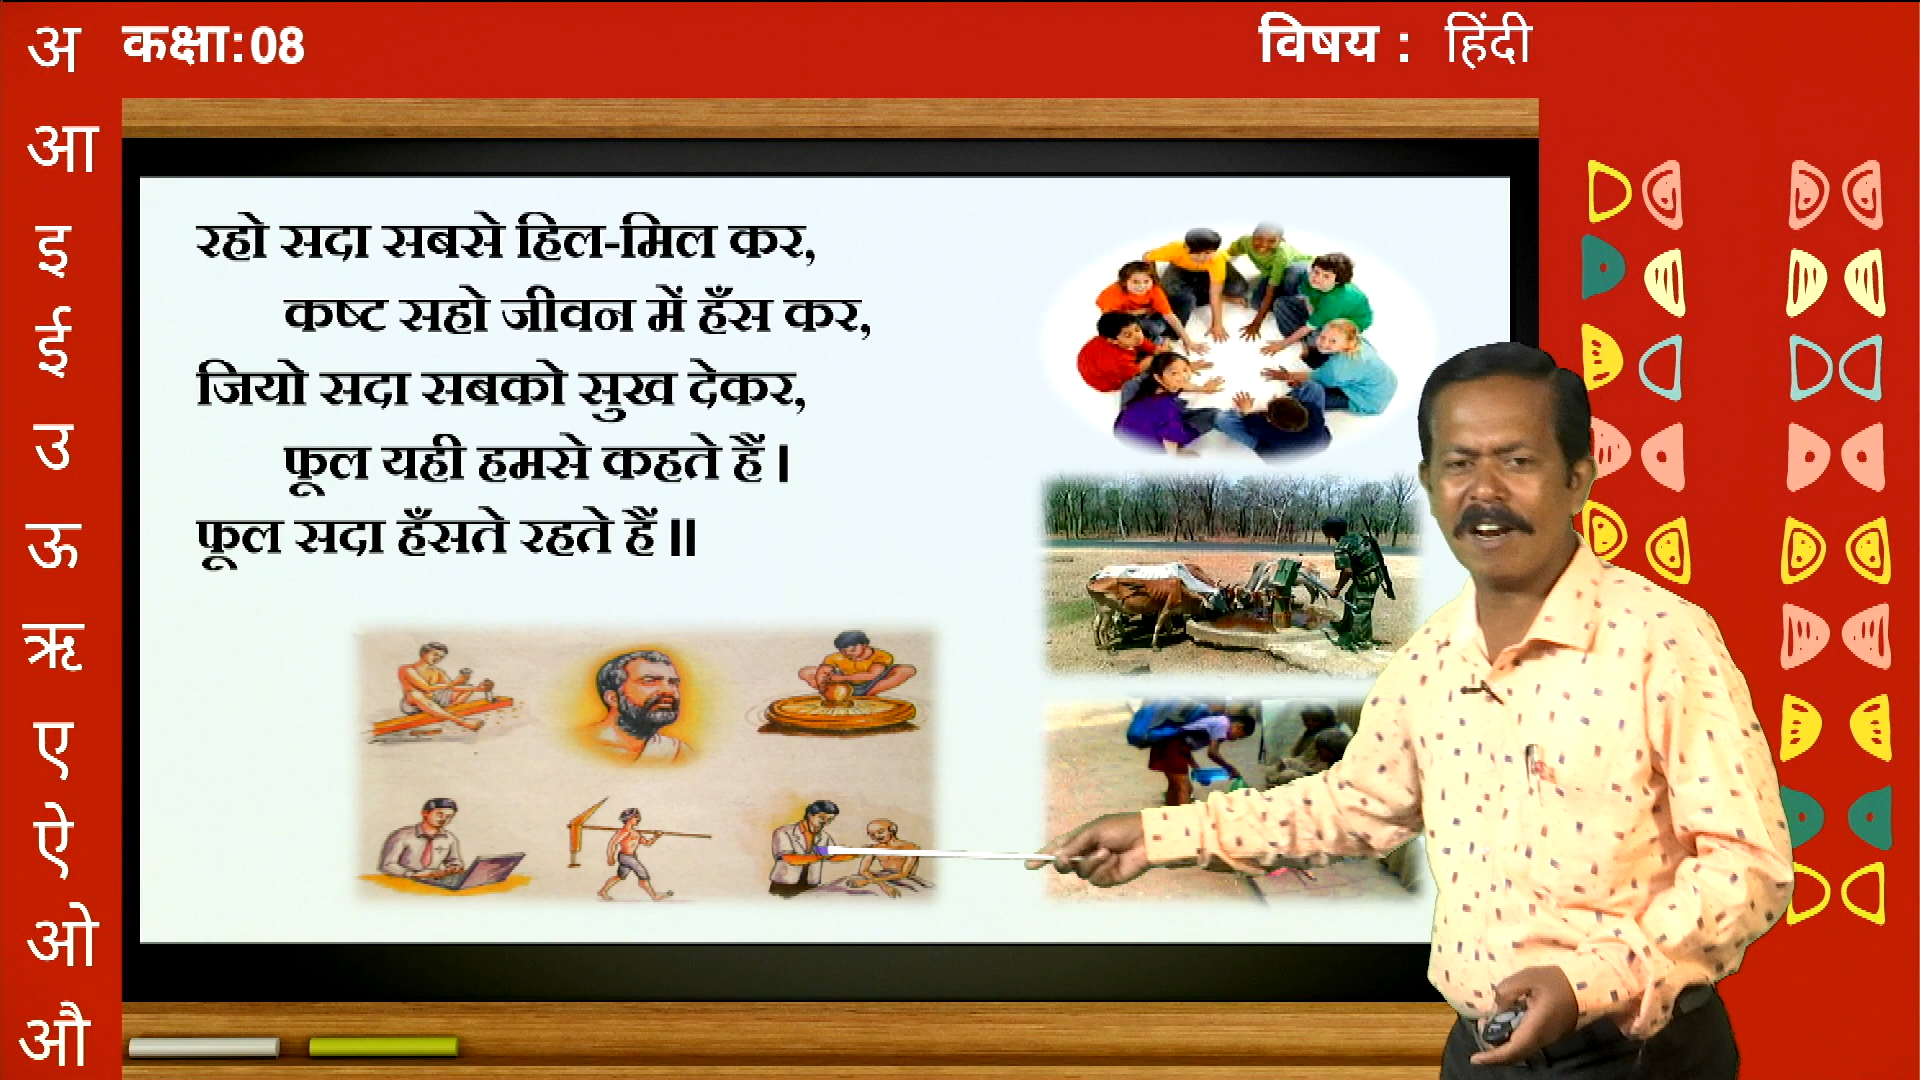 कक्षा:08
विषय : हिंदी
अ
आ
इ
ई
उ
ऊ
ऋ
ए
ऐ
ओ
औ
रहो सदा सबसे हिल-मिल कर,
कष्ट सहो जीवन में हँस कर,
जियो सदा सबको सुख देकर,
फूल यही हमसे कहते हैं ।
फूल सदा हँसते रहते हैं ॥